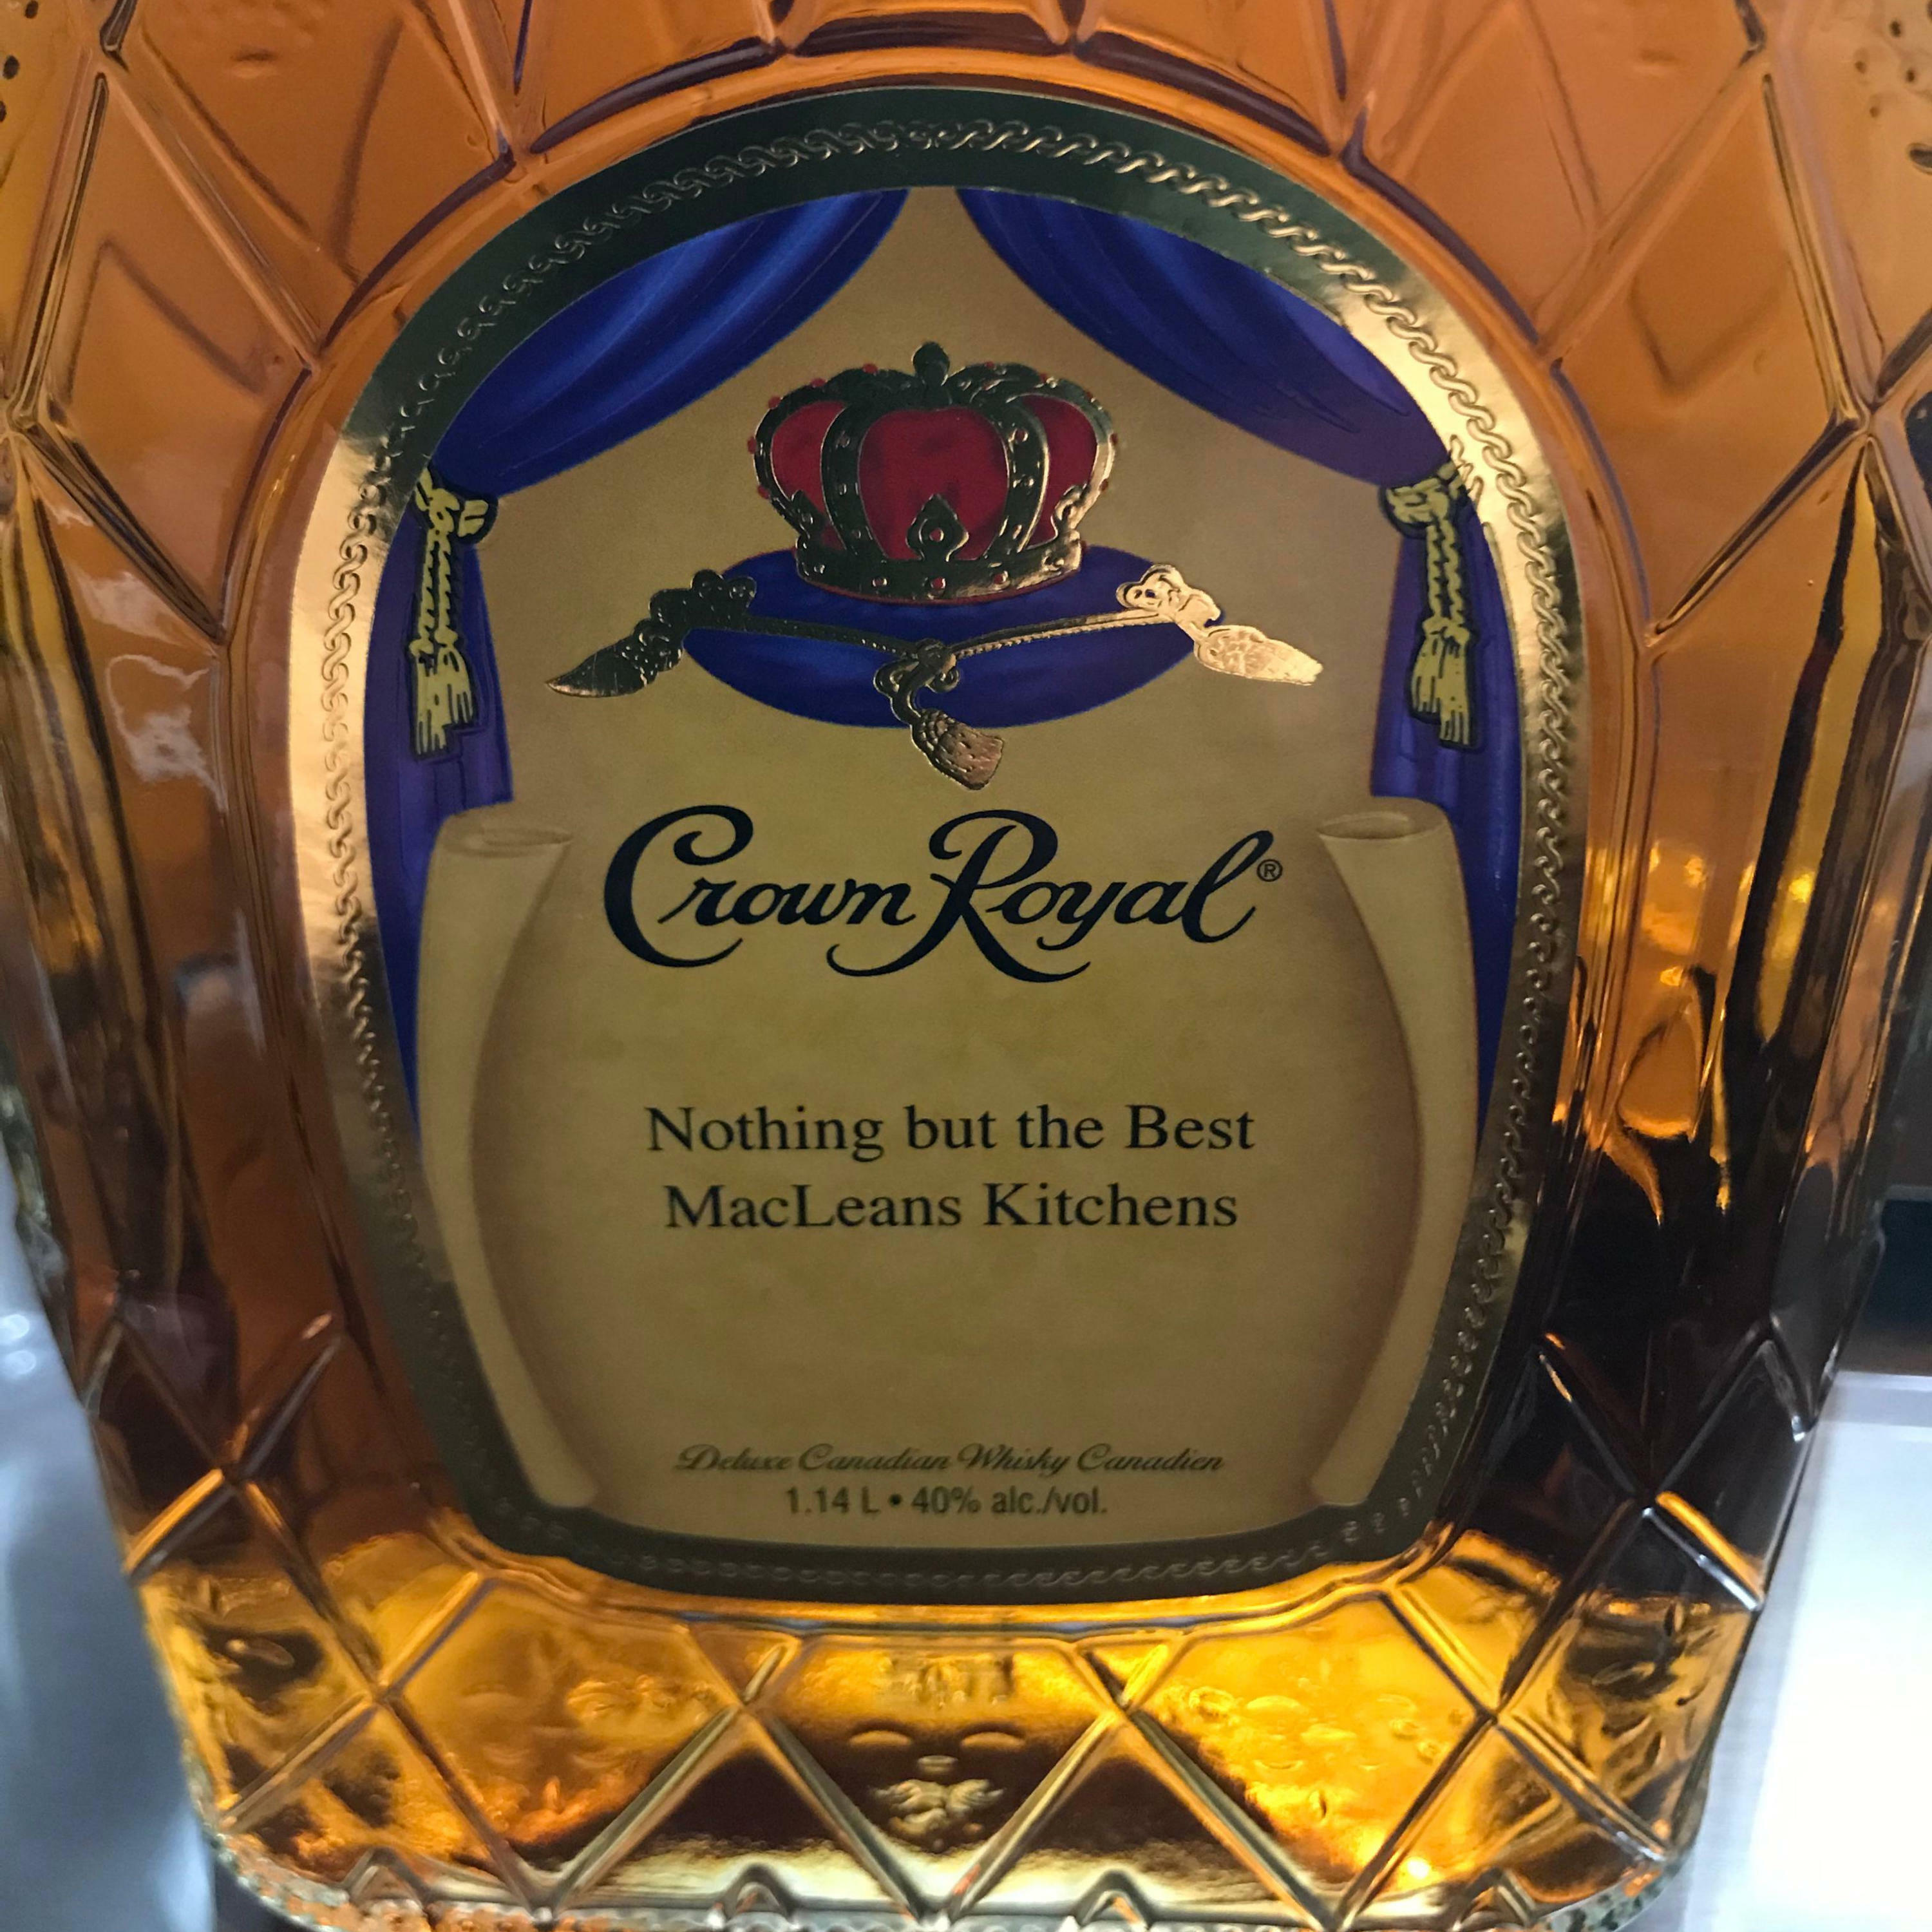 Crown Royal®
Nothing but the Best
MacLeans Kitchens
Deluxe Canadian Whisky Canadien
1.14 L • 40% alc./vol.